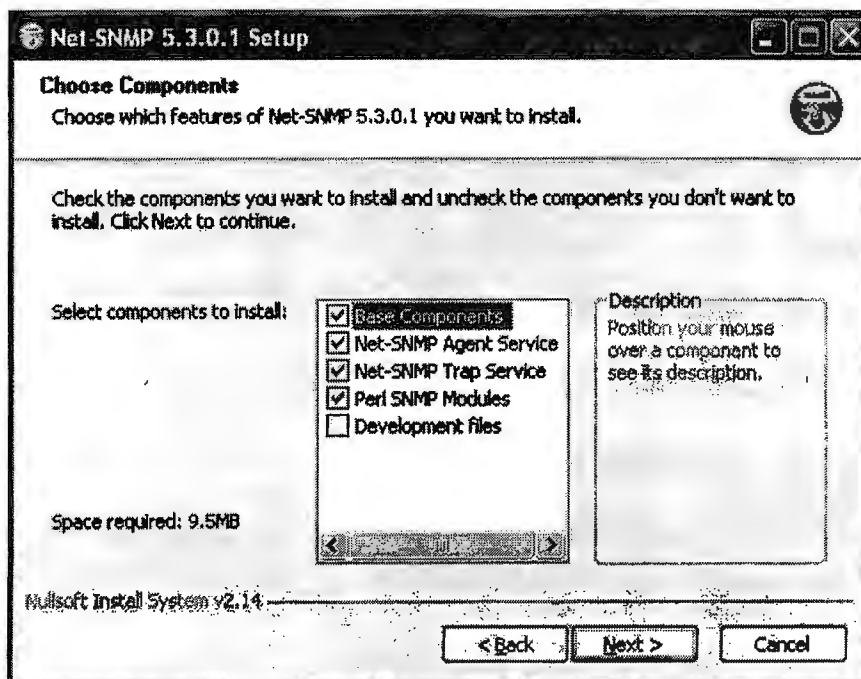 Net-SNMP 5.3.0.1 Setup
Choose Components
Choose which features of Net-SNMP 5.3.0.1 you want to install.
Check the components you want to install and uncheck the components you don't want to
install. Click Next to continue.
Select components to install:
Base Components
Net-SNMP Agent Service
Net-SNMP Trap Service
Perl SNMP Modules
Development files
Description
Position your mouse
over a component to
see its description.
Space required: 9.5MB
Nullsoft Install System v2.14
< Back
Next >
Cancel